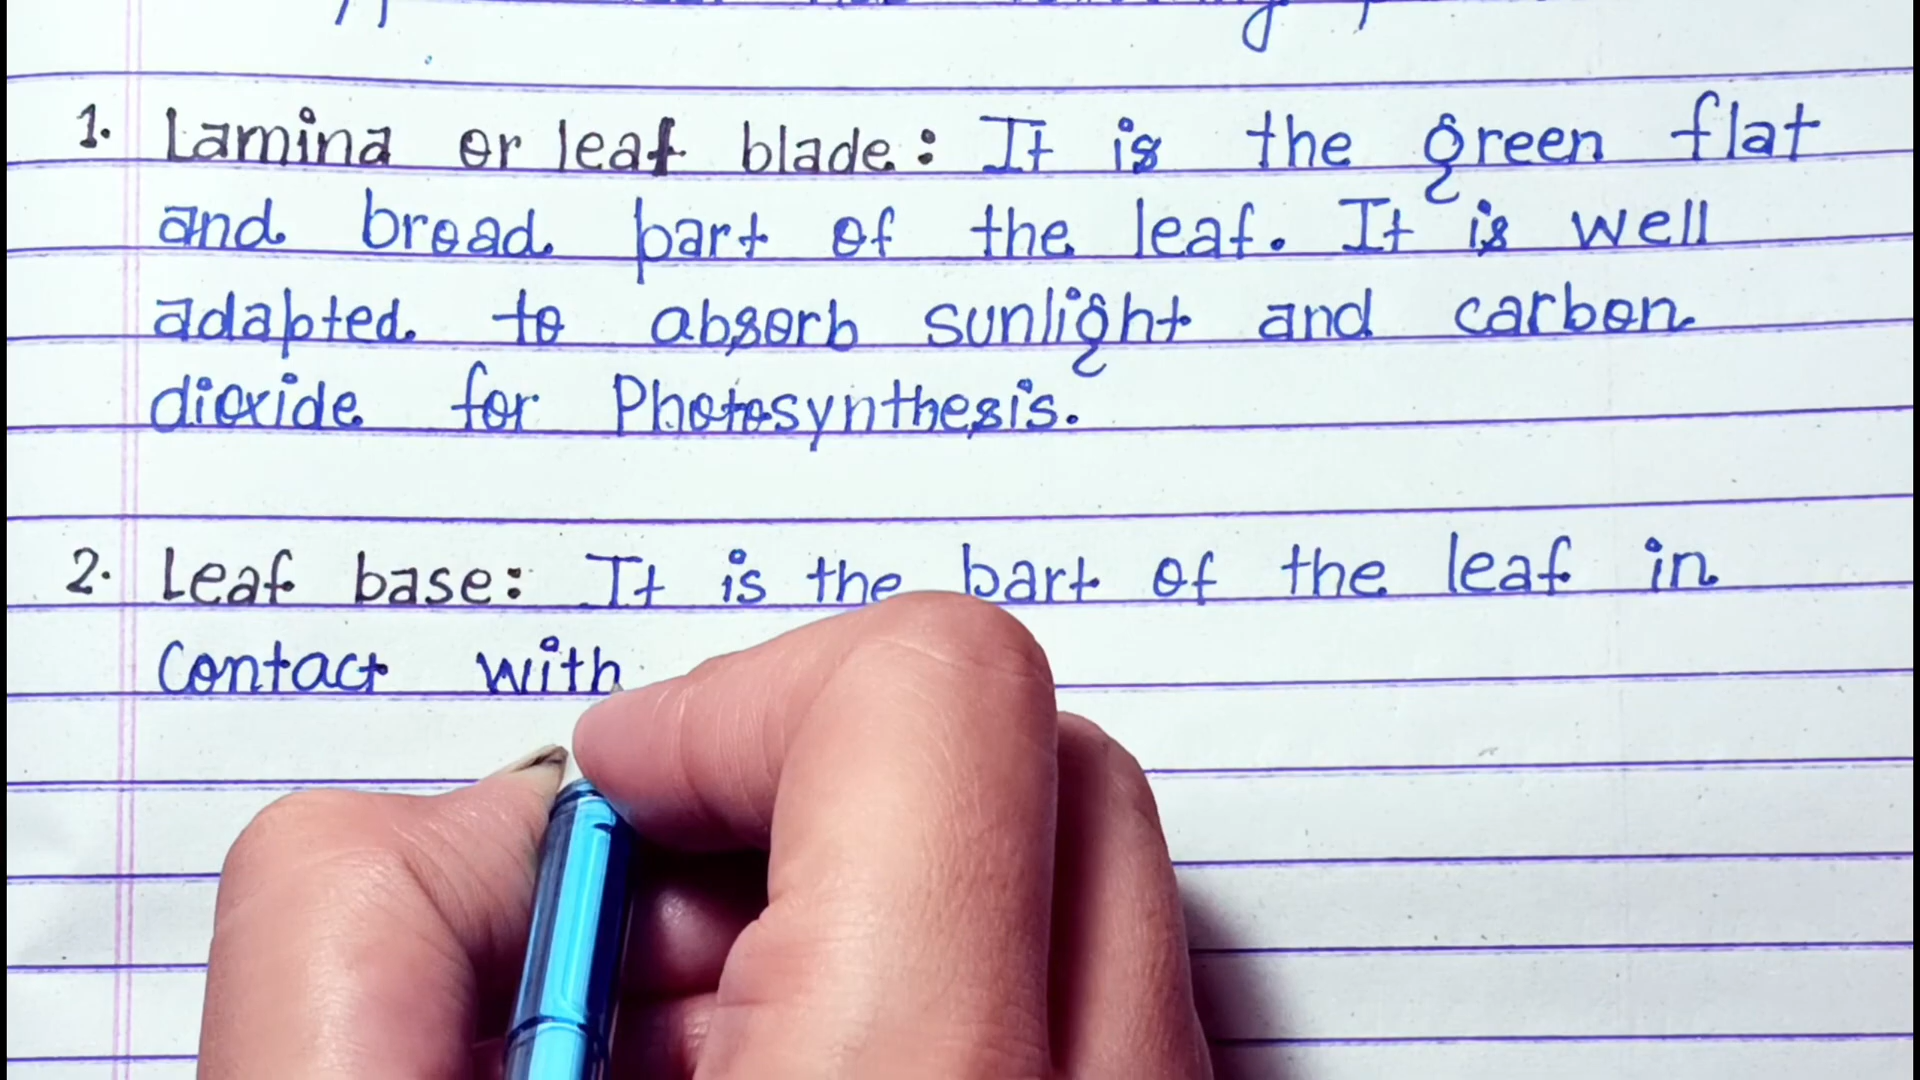 1. Lamina or leaf blade: It is the green flat
and broad part of the leaf. It is well
adapted to absorb sunlight and carbon
dioxide for Photosynthesis.
2. Leaf base: It is the part of the leaf in
Contact with